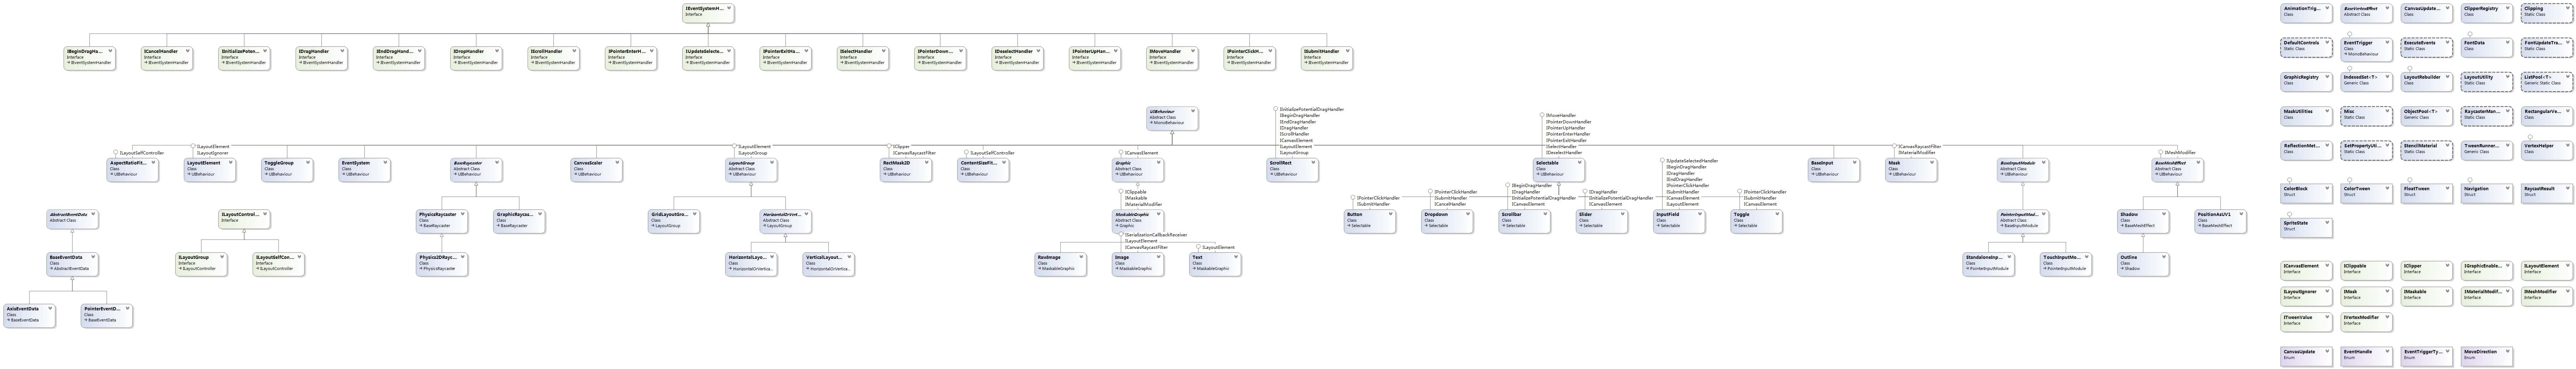 IEventSystemH...
Interface
IBeginDragHa...
Interface
IEventSystemHandler
ICancelHandler
Interface
IEventSystemHandler
IInitializePoten...
Interface
IEventSystemHandler
IDragHandler
Interface
IEventSystemHandler
IEndDragHand...
Interface
IEventSystemHandler
IDropHandler
Interface
IEventSystemHandler
IScrollHandler
Interface
IEventSystemHandler
IPointerEnterH...
Interface
IEventSystemHandler
IUpdateSelecte...
Interface
IEventSystemHandler
IPointerExitHa...
Interface
IEventSystemHandler
ISelectHandler
Interface
IEventSystemHandler
IPointerDown...
Interface
IEventSystemHandler
IDeselectHandler
Interface
IEventSystemHandler
IPointerUpHan...
Interface
IEventSystemHandler
IMoveHandler
Interface
IEventSystemHandler
IPointerClickH...
Interface
IEventSystemHandler
ISubmitHandler
Interface
IEventSystemHandler
UIBehaviour
Abstract Class
MonoBehaviour
ILayoutSelfController
AspectRatioFit...
Class
UIBehaviour
ILayoutElement
ILayoutIgnorer
LayoutElement
Class
UIBehaviour
ToggleGroup
Class
UIBehaviour
EventSystem
Class
UIBehaviour
BaseRaycaster
Abstract Class
UIBehaviour
CanvasScaler
Class
UIBehaviour
ILayoutElement
ILayoutGroup
LayoutGroup
Abstract Class
UIBehaviour
IClipper
ICanvasRaycastFilter
RectMask2D
Class
UIBehaviour
ILayoutSelfController
ContentSizeFit...
Class
UIBehaviour
ICanvasElement
Graphic
Abstract Class
UIBehaviour
IInitializePotentialDragHandler
IBeginDragHandler
IEndDragHandler
IDragHandler
IScrollHandler
ICanvasElement
ILayoutElement
ILayoutGroup
ScrollRect
Class
UIBehaviour
IMoveHandler
IPointerDownHandler
IPointerUpHandler
IPointerEnterHandler
IPointerExitHandler
ISelectHandler
IDeselectHandler
Selectable
Class
UIBehaviour
BaseInput
Class
UIBehaviour
ICanvasRaycastFilter
IMaterialModifier
Mask
Class
UIBehaviour
BaseInputModule
Abstract Class
UIBehaviour
IMeshModifier
BaseMeshEffect
Abstract Class
UIBehaviour
AbstractEventData
Abstract Class
BaseEventData
Class
AbstractEventData
AxisEventData
Class
BaseEventData
PointerEventD...
Class
BaseEventData
ILayoutControl...
Interface
ILayoutGroup
Interface
ILayoutController
ILayoutSelfCon...
Interface
ILayoutController
PhysicsRaycaster
Class
BaseRaycaster
GraphicRaycas...
Class
BaseRaycaster
Physics2DRayc...
Class
PhysicsRaycaster
GridLayoutGro...
Class
LayoutGroup
HorizontalOrVert...
Abstract Class
LayoutGroup
HorizontalLayo...
Class
HorizontalOrVertica...
VerticalLayout...
Class
HorizontalOrVertica...
IClippable
IMaskable
IMaterialModifier
MaskableGraphic
Abstract Class
Graphic
ISerializationCallbackReceiver
ILayoutElement
ICanvasRaycastFilter
RawImage
Class
MaskableGraphic
Image
Class
MaskableGraphic
ILayoutElement
Text
Class
MaskableGraphic
IPointerClickHandler
ISubmitHandler
Button
Class
Selectable
IPointerClickHandler
ISubmitHandler
ICancelHandler
Dropdown
Class
Selectable
IBeginDragHandler
IDragHandler
IInitializePotentialDragHandler
ICanvasElement
Scrollbar
Class
Selectable
IDragHandler
IInitializePotentialDragHandler
ICanvasElement
Slider
Class
Selectable
IUpdateSelectedHandler
IBeginDragHandler
IDragHandler
IEndDragHandler
IPointerClickHandler
ISubmitHandler
ICanvasElement
ILayoutElement
InputField
Class
Selectable
IPointerClickHandler
ISubmitHandler
ICanvasElement
Toggle
Class
Selectable
PointerInputMod...
Abstract Class
BaseInputModule
StandaloneInp...
Class
PointerInputModule
TouchInputMo...
Class
PointerInputModule
Shadow
Class
BaseMeshEffect
PositionAsUV1
Class
BaseMeshEffect
Outline
Class
Shadow
AnimationTrig...
Class
BaseVertexEffect
Abstract Class
CanvasUpdate...
Class
ClipperRegistry
Class
Clipping
Static Class
DefaultControls
Static Class
EventTrigger
Class
MonoBehaviour
ExecuteEvents
Static Class
FontData
Class
FontUpdateTra...
Static Class
GraphicRegistry
Class
IndexedSet<T>
Generic Class
LayoutRebuilder
Class
LayoutUtility
Static Class
ListPool<T>
Generic Static Class
MaskUtilities
Class
Misc
Static Class
ObjectPool<T>
Generic Class
RaycasterMan...
Static Class
RectangularVe...
Class
ReflectionMet...
Class
SetPropertyUti...
Static Class
StencilMaterial
Static Class
TweenRunner...
Generic Class
VertexHelper
Class
ColorBlock
Struct
ColorTween
Struct
FloatTween
Struct
Navigation
Struct
RaycastResult
Struct
SpriteState
Struct
ICanvasElement
Interface
IClippable
Interface
IClipper
Interface
IGraphicEnable...
Interface
ILayoutElement
Interface
ILayoutIgnorer
Interface
IMask
Interface
IMaskable
Interface
IMaterialModif...
Interface
IMeshModifier
Interface
ITweenValue
Interface
IVertexModifier
Interface
CanvasUpdate
Enum
EventHandle
Enum
EventTriggerTy...
Enum
MoveDirection
Enum